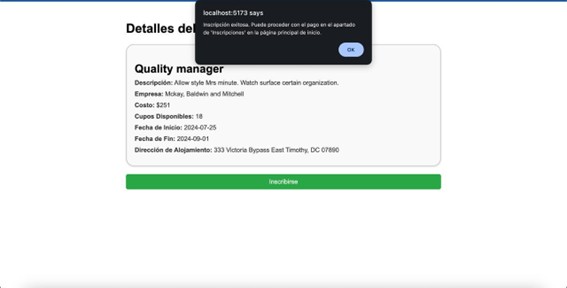 localhost:5173 says
Inscripción exitosa. Puede proceder con el pago en el apartado
de 'Inscripciones' en la página principal de inicio.
OK
Detalles del
Quality manager
Descripción: Allow style Mrs minute. Watch surface certain organization.
Empresa: Mckay, Baldwin and Mitchell
Costo: $251
Cupos Disponibles: 18
Fecha de Inicio: 2024-07-25
Fecha de Fin: 2024-09-01
Dirección de Alojamiento: 333 Victoria Bypass East Timothy, DC 07890
Inscribirse